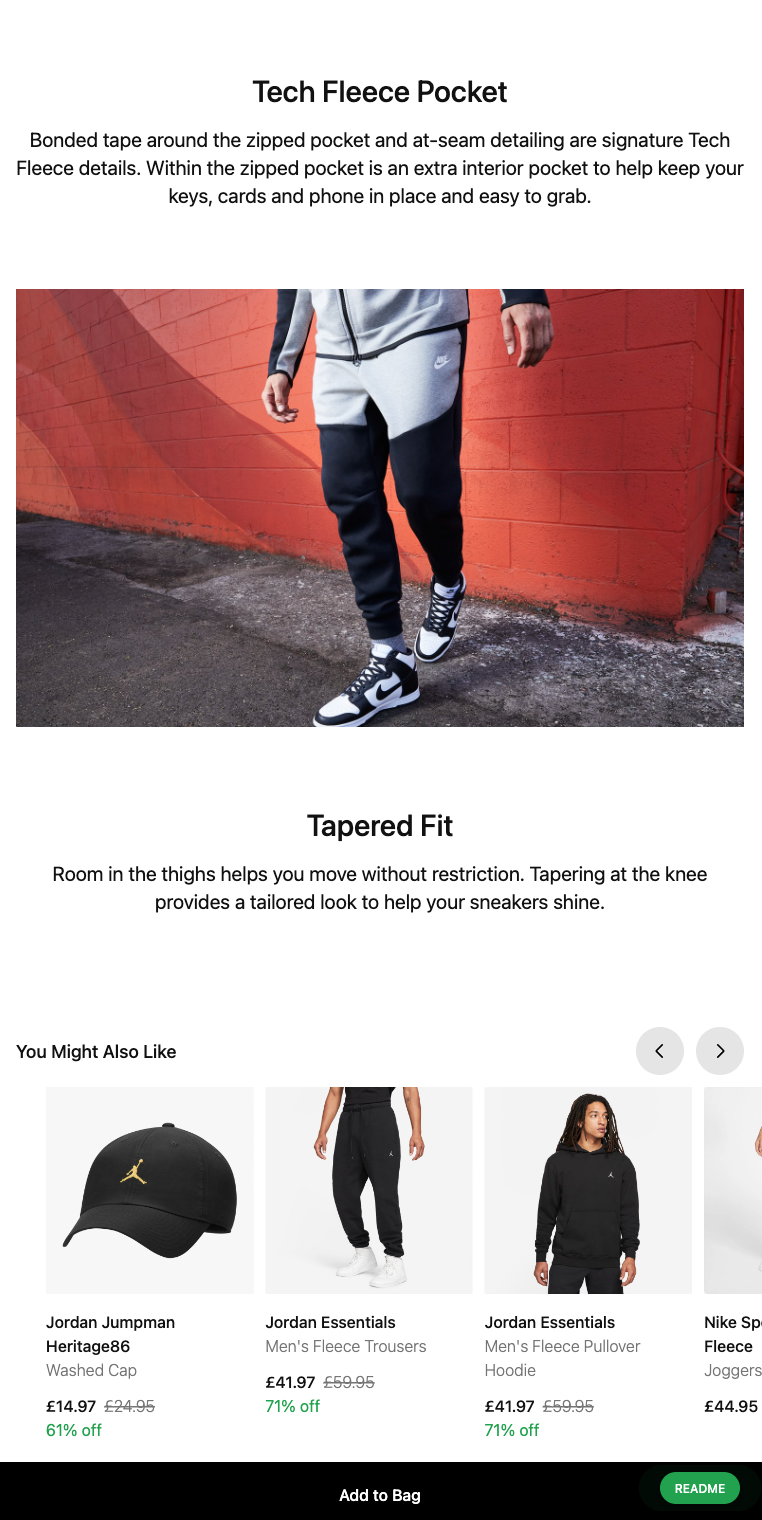 Tech Fleece Pocket
Bonded tape around the zipped pocket and at-seam detailing are signature Tech
Fleece details. Within the zipped pocket is an extra interior pocket to help keep your
keys, cards and phone in place and easy to grab.
NIKE
Tapered Fit
Room in the thighs helps you move without restriction. Tapering at the knee
provides a tailored look to help your sneakers shine.
You Might Also Like
Jordan Jumpman
Heritage86
Washed Cap
£14.97 £24.95
61% off
Jordan Essentials
Men's Fleece Trousers
£41.97 £59.95
71% off
Jordan Essentials
Men's Fleece Pullover
Hoodie
£41.97 £59.95
71% off
Nike Sp
Fleece
Joggers
£44.95
Add to Bag
README